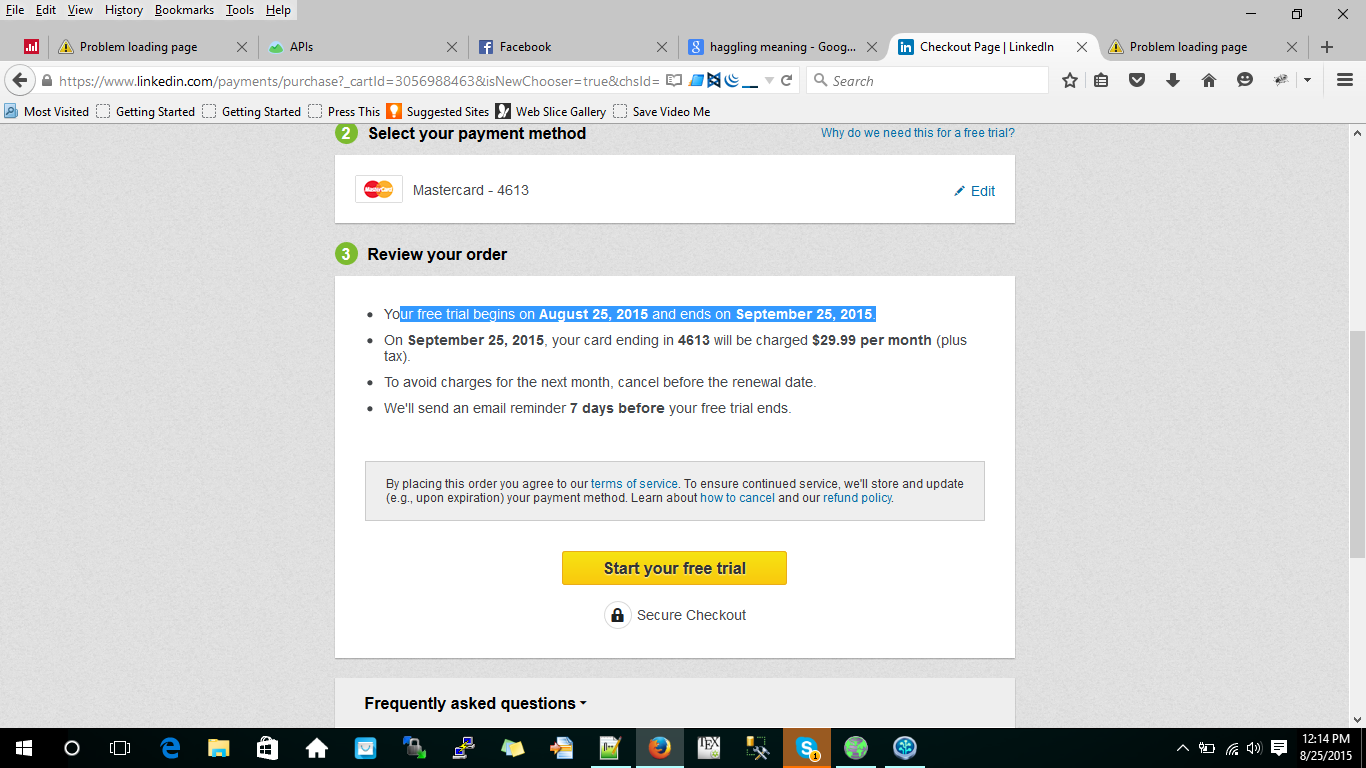 File Edit View History Bookmarks Tools Help
Problem loading page
APIs
Facebook
haggling meaning - Goog...
Checkout Page | LinkedIn
Problem loading page
https://www.linkedin.com/payments/purchase?_cartId=3056988463&isNewChooser=true&chsId=
Search
Most Visited Getting Started Getting Started Press This Suggested Sites Web Slice Gallery Save Video Me
2 Select your payment method
Why do we need this for a free trial?
MasterCard
Mastercard - 4613
Edit
3 Review your order
• Your free trial begins on August 25, 2015 and ends on September 25, 2015.
• On September 25, 2015, your card ending in 4613 will be charged $29.99 per month (plus
tax).
• To avoid charges for the next month, cancel before the renewal date.
• We'll send an email reminder 7 days before your free trial ends.
By placing this order you agree to our terms of service. To ensure continued service, we'll store and update
(e.g., upon expiration) your payment method. Learn about how to cancel and our refund policy.
Start your free trial
Secure Checkout
Frequently asked questions
TEX
1
12:14 PM
8/25/2015